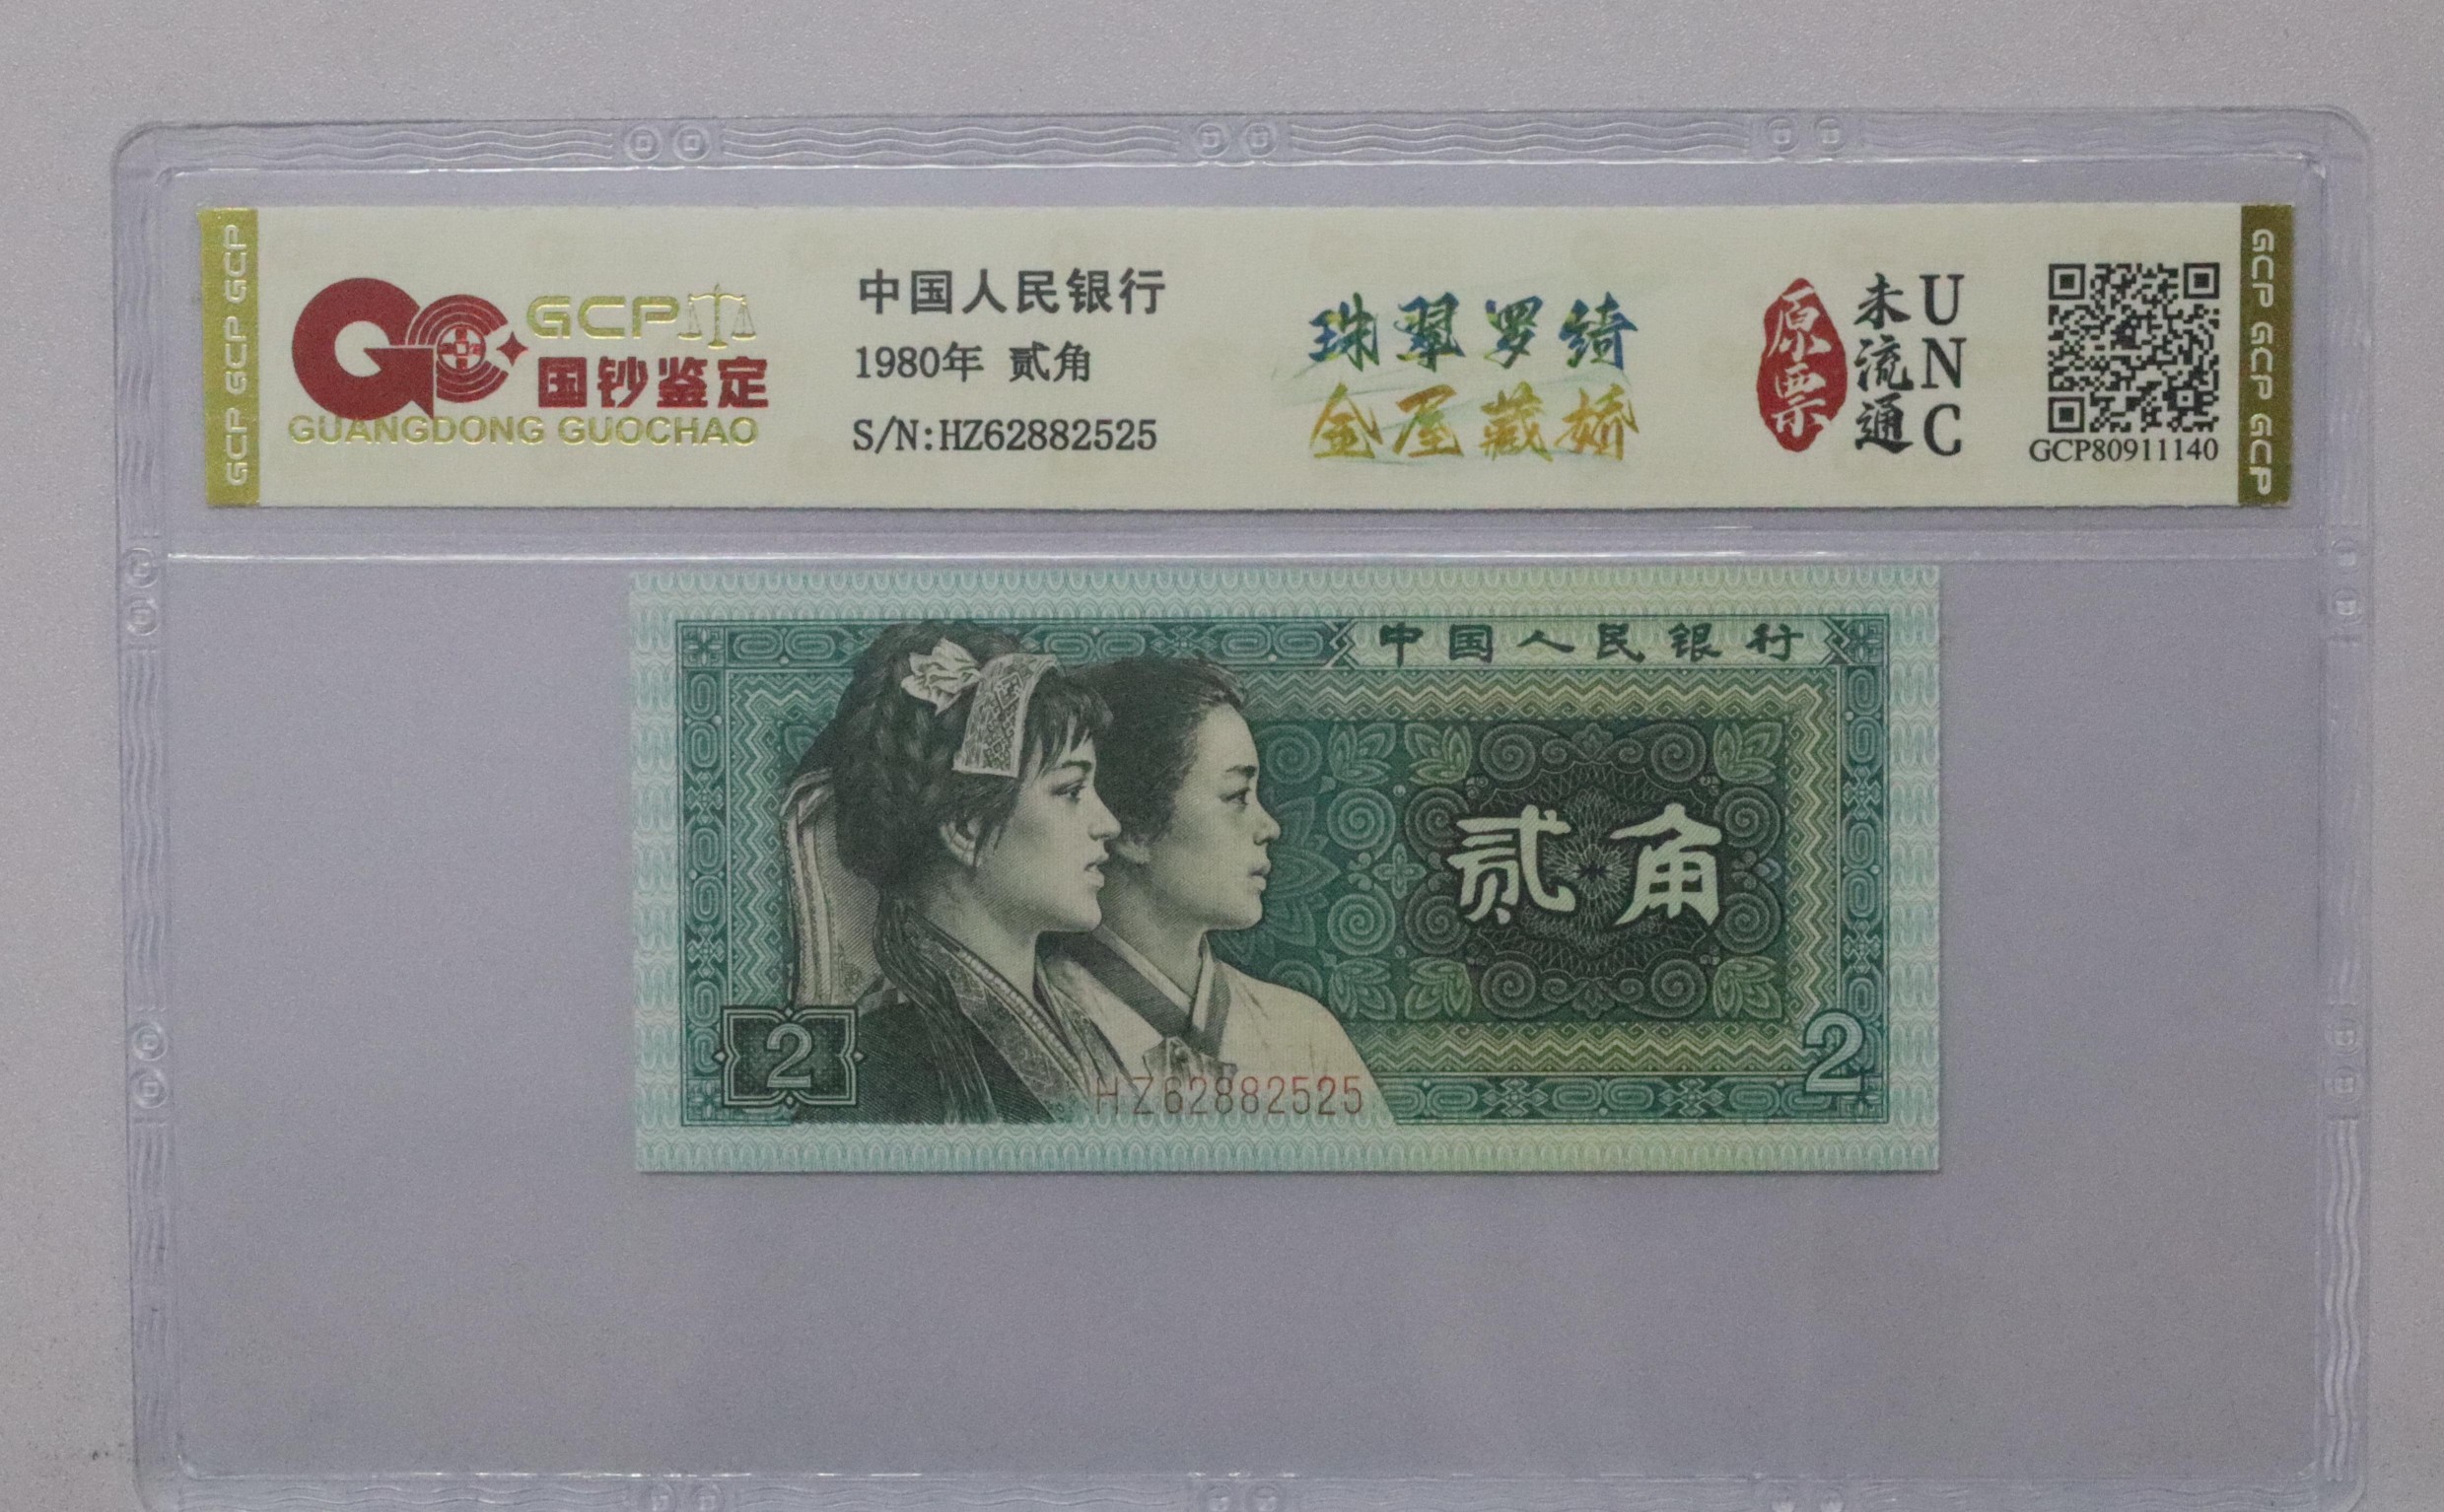 GCP GCP GCP
GCP
国钞鉴定
GUANGDONG GUOCHAO
中国人民银行
1980年 贰角
S/N:HZ62882525
珠翠罗绮
金屋藏娇
原票
未流通
UNC
GCP80911140
GCP GCP GCP
中国人民银行
贰角
2
HZ62882525
2